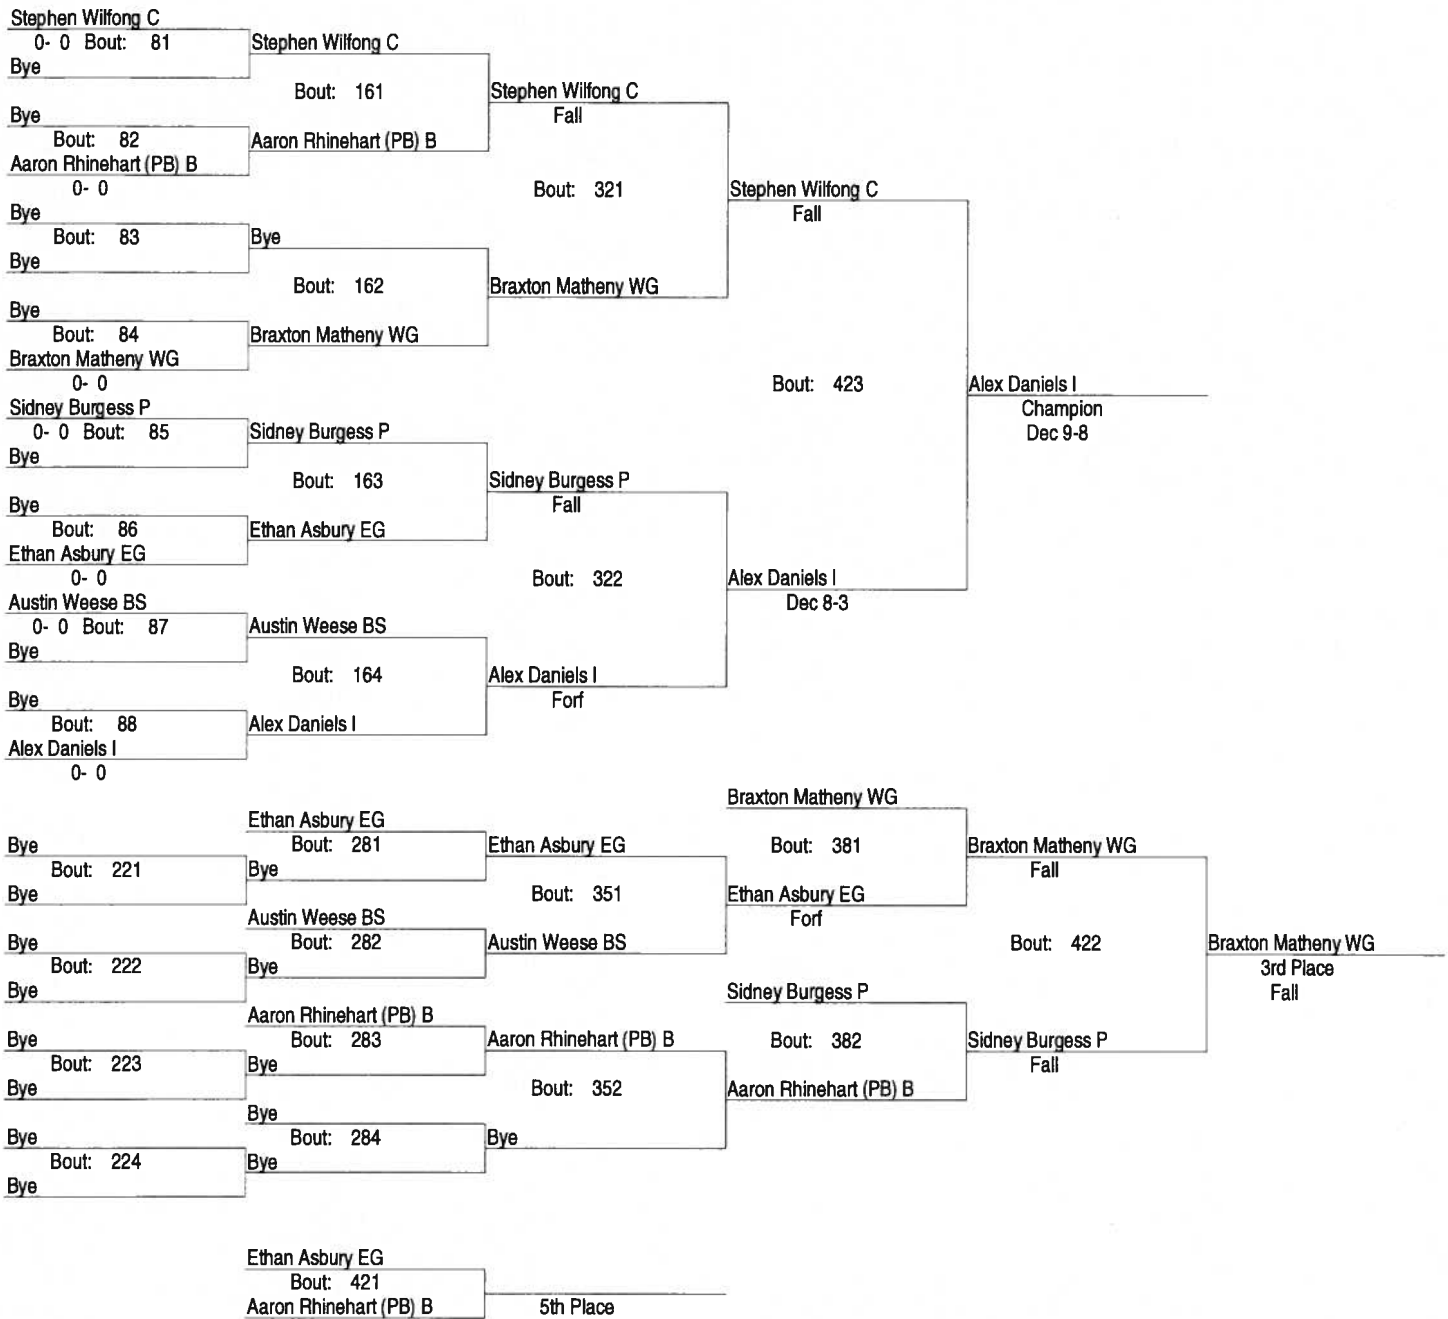 Stephen Wilfong C
0- 0 Bout: 81
Bye
Stephen Wilfong C
Bout: 161
Bye
Bout: 82
Aaron Rhinehart (PB) B
0- 0
Aaron Rhinehart (PB) B
Stephen Wilfong C
Fall
Bout: 321
Bye
Bout: 83
Bye
Bye
Bout: 162
Bye
Bout: 84
Braxton Matheny WG
0- 0
Braxton Matheny WG
Braxton Matheny WG
Stephen Wilfong C
Fall
Bout: 423
Sidney Burgess P
0- 0 Bout: 85
Bye
Sidney Burgess P
Bout: 163
Bye
Bout: 86
Ethan Asbury EG
0- 0
Ethan Asbury EG
Sidney Burgess P
Fall
Bout: 322
Austin Weese BS
0- 0 Bout: 87
Bye
Austin Weese BS
Bout: 164
Bye
Bout: 88
Alex Daniels I
0- 0
Alex Daniels I
Alex Daniels I
Forf
Alex Daniels I
Dec 8-3
Alex Daniels I
Champion
Dec 9-8
Bye
Bout: 221
Bye
Ethan Asbury EG
Bout: 281
Bye
Ethan Asbury EG
Bout: 351
Bye
Bout: 222
Bye
Austin Weese BS
Bout: 282
Bye
Austin Weese BS
Braxton Matheny WG
Bout: 381
Ethan Asbury EG
Forf
Braxton Matheny WG
Fall
Bout: 422
Bye
Bout: 223
Bye
Aaron Rhinehart (PB) B
Bout: 283
Bye
Aaron Rhinehart (PB) B
Bout: 352
Bye
Bout: 224
Bye
Bye
Bout: 284
Bye
Bye
Sidney Burgess P
Bout: 382
Aaron Rhinehart (PB) B
Sidney Burgess P
Fall
Braxton Matheny WG
3rd Place
Fall
Ethan Asbury EG
Bout: 421
Aaron Rhinehart (PB) B
5th Place